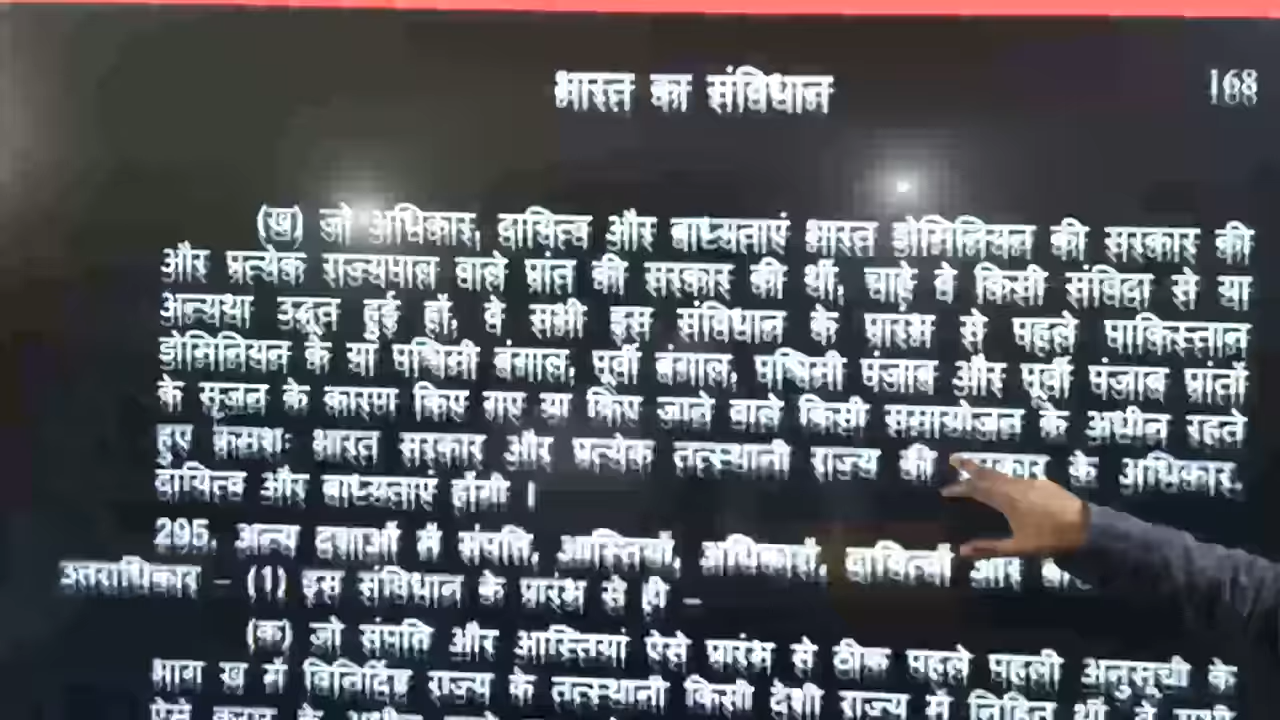 भारत का संविधान
168
(ख) जो अधिकार, दायित्व और बाध्यताएं भारत डोमिनियन की सरकार की
और प्रत्येक राज्यपाल वाले प्रांत की सरकार की थीं, चाहे वे किसी संविदा से या
अन्यथा उद्भूत हुई हों, वे सभी इस संविधान के प्रारंभ से पहले पाकिस्तान
डोमिनियन के या पश्चिमी बंगाल, पूर्वी बंगाल, पश्चिमी पंजाब और पूर्वी पंजाब प्रांतों
के सृजन के कारण किए गए या किए जाने वाले किसी समायोजन के अधीन रहते
हुए क्रमशः भारत सरकार और प्रत्येक तत्स्थानी राज्य की सरकार के अधिकार,
दायित्व और बाध्यताएं होंगी ।
295. अन्य दशाओं में संपत्ति, आस्तियों, अधिकारों, दायित्वों और
उत्तराधिकार – (1) इस संविधान के प्रारंभ से ही –
(क) जो संपत्ति और आस्तियां ऐसे प्रारंभ से ठीक पहले पहली अनुसूची के
भाग ख में विनिर्दिष्ट राज्य के तत्स्थानी किसी देशी राज्य में निहित थीं, वे सभी